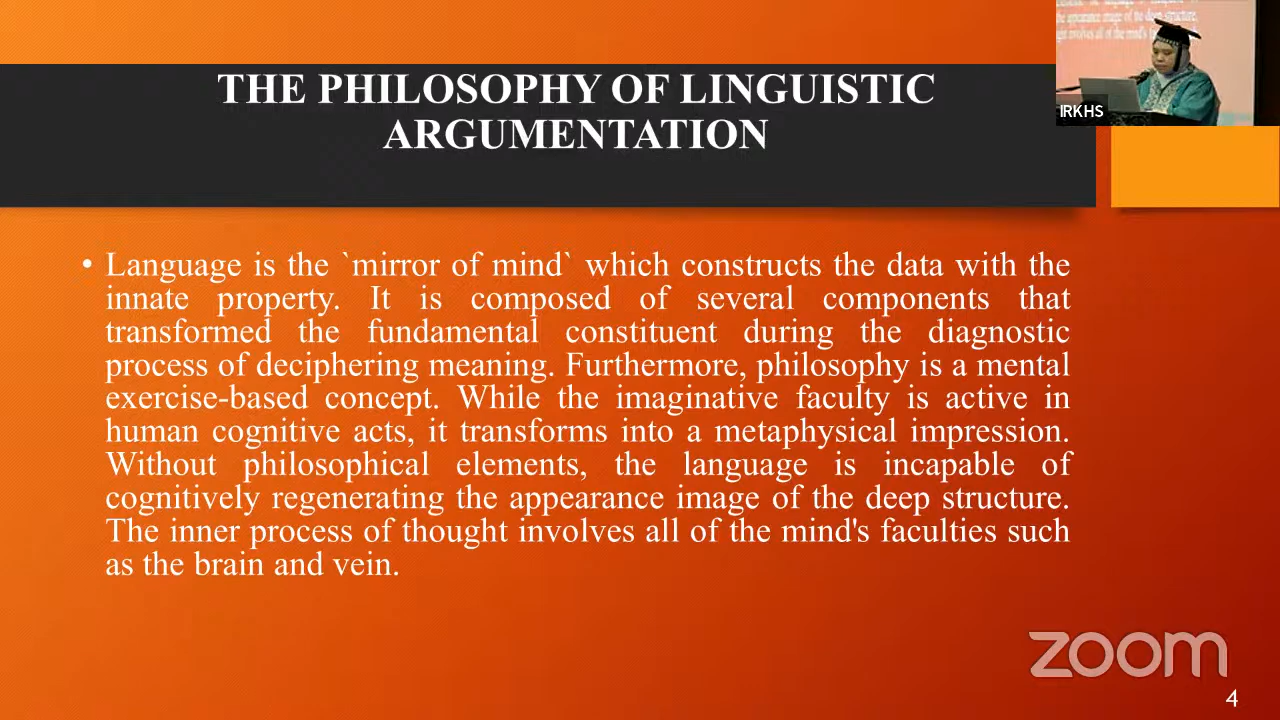 THE PHILOSOPHY OF LINGUISTIC
ARGUMENTATION
IRKHS
• Language is the `mirror of mind` which constructs the data with the
innate property. It is composed of several components that
transformed the fundamental constituent during the diagnostic
process of deciphering meaning. Furthermore, philosophy is a mental
exercise-based concept. While the imaginative faculty is active in
human cognitive acts, it transforms into a metaphysical impression.
Without philosophical elements, the language is incapable of
cognitively regenerating the appearance image of the deep structure.
The inner process of thought involves all of the mind's faculties such
as the brain and vein.
zoom
4